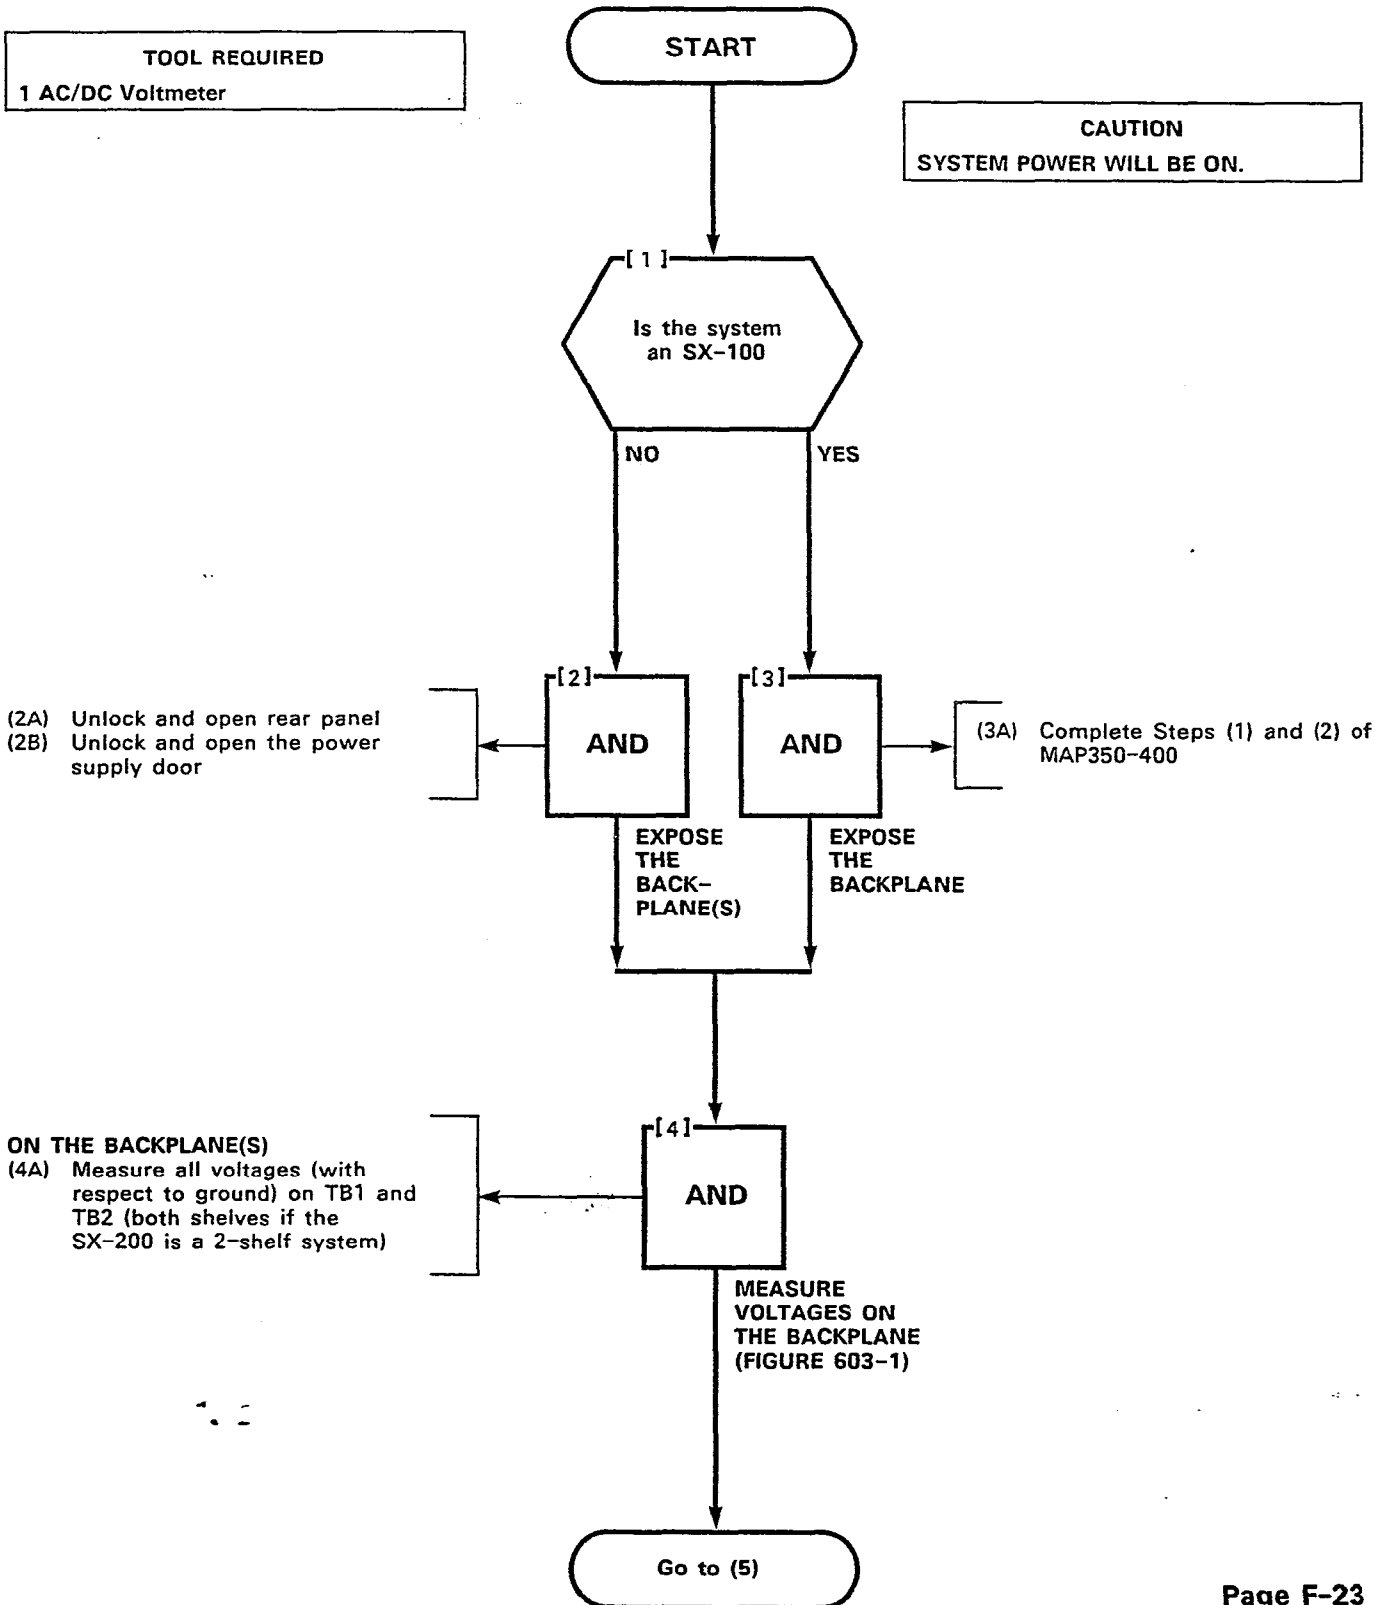 START
TOOL REQUIRED
1 AC/DC Voltmeter
CAUTION
SYSTEM POWER WILL BE ON.
[ 1 ]
Is the system
an SX-100
NO
YES
[2]
[3]
(2A) Unlock and open rear panel
(2B) Unlock and open the power
supply door
AND
AND
(3A) Complete Steps (1) and (2) of
MAP350-400
EXPOSE
THE
BACK-
PLANE(S)
EXPOSE
THE
BACKPLANE
[4]
ON THE BACKPLANE(S)
(4A) Measure all voltages (with
respect to ground) on TB1 and
TB2 (both shelves if the
SX-200 is a 2-shelf system)
AND
MEASURE
VOLTAGES ON
THE BACKPLANE
(FIGURE 603-1)
Go to (5)
Page F-23